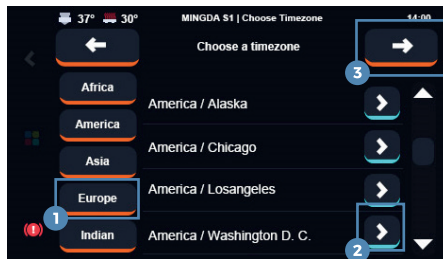 37° 30° MINGDA S1 | Choose Timezone 14:00
Choose a timezone
3
Africa
America / Alaska
America
America / Chicago
Asia
America / Losangeles
Europe
1
America / Washington D. C.
Indian
2